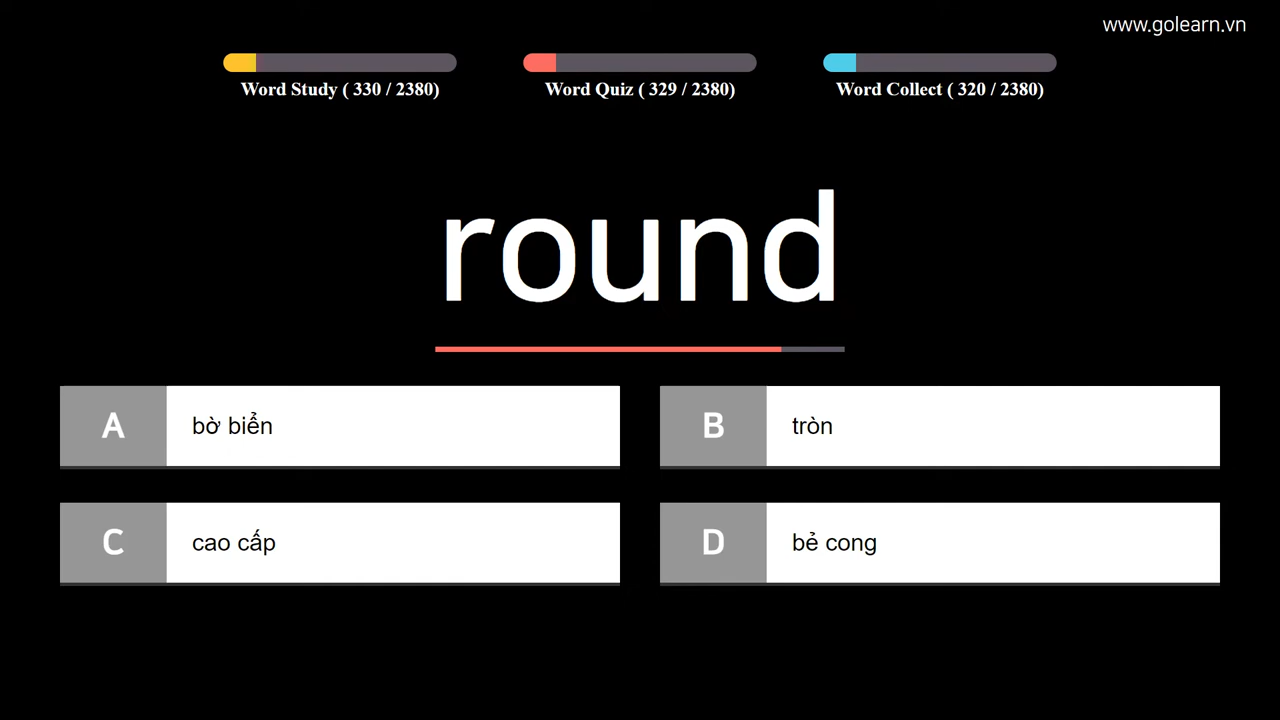 www.golearn.vn
Word Study ( 330 / 2380)
Word Quiz ( 329 / 2380)
Word Collect ( 320 / 2380)
round
A bờ biển
B tròn
C cao cấp
D bẻ cong